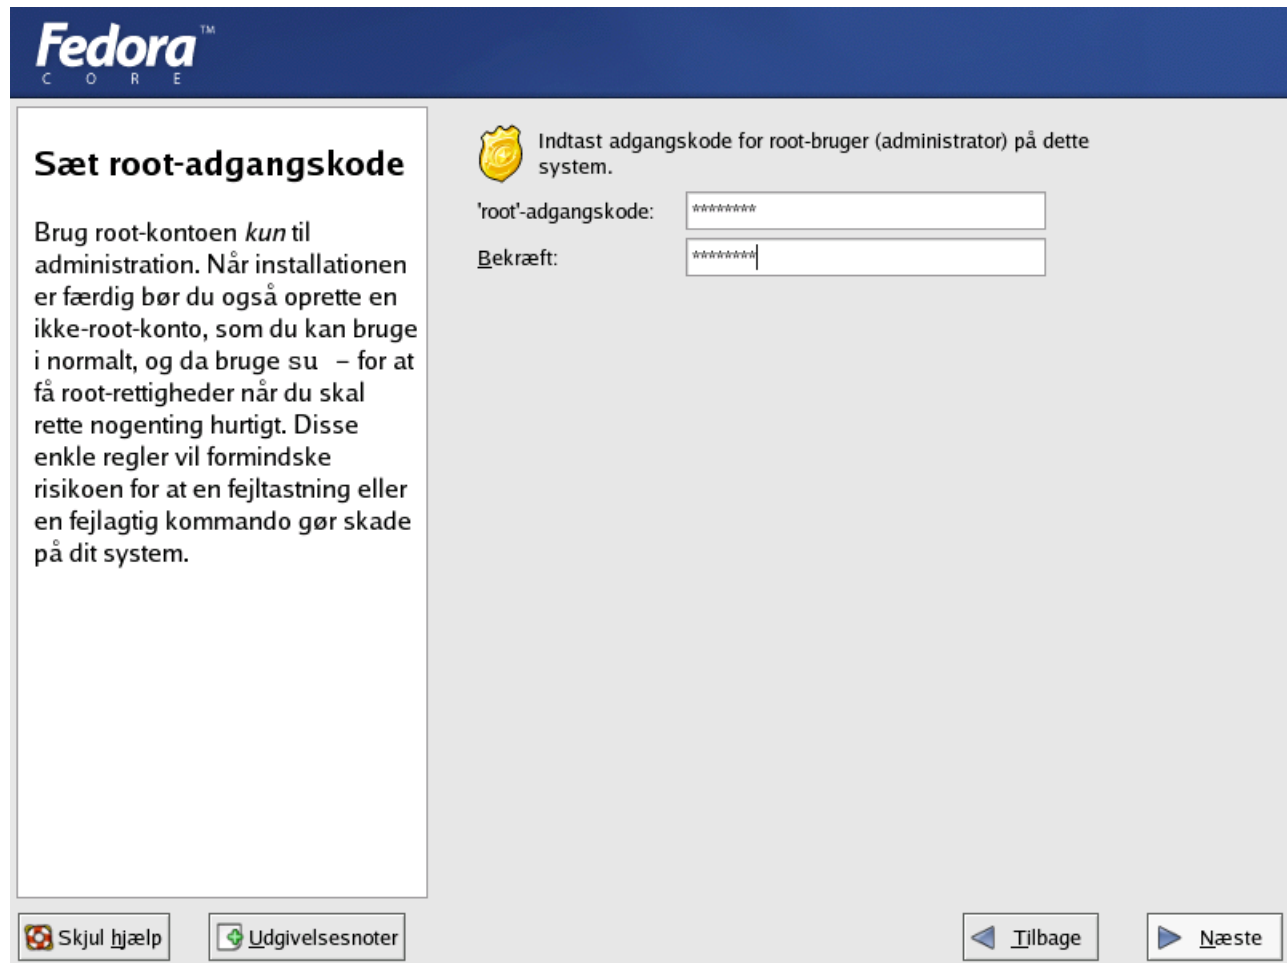 Fedora™
CORE
Sæt root-adgangskode
Brug root-kontoen kun til
administration. Når installationen
er færdig bør du også oprette en
ikke-root-konto, som du kan bruge
i normalt, og da bruge su – for at
få root-rettigheder når du skal
rette nogenting hurtigt. Disse
enkle regler vil formindske
risikoen for at en fejltastning eller
en fejlagtig kommando gør skade
på dit system.
Indtast adgangskode for root-bruger (administrator) på dette
system.
'root'-adgangskode: ********
Bekræft: ********
Skjul hjælp
Udgivelsesnoter
Tilbage
Næste